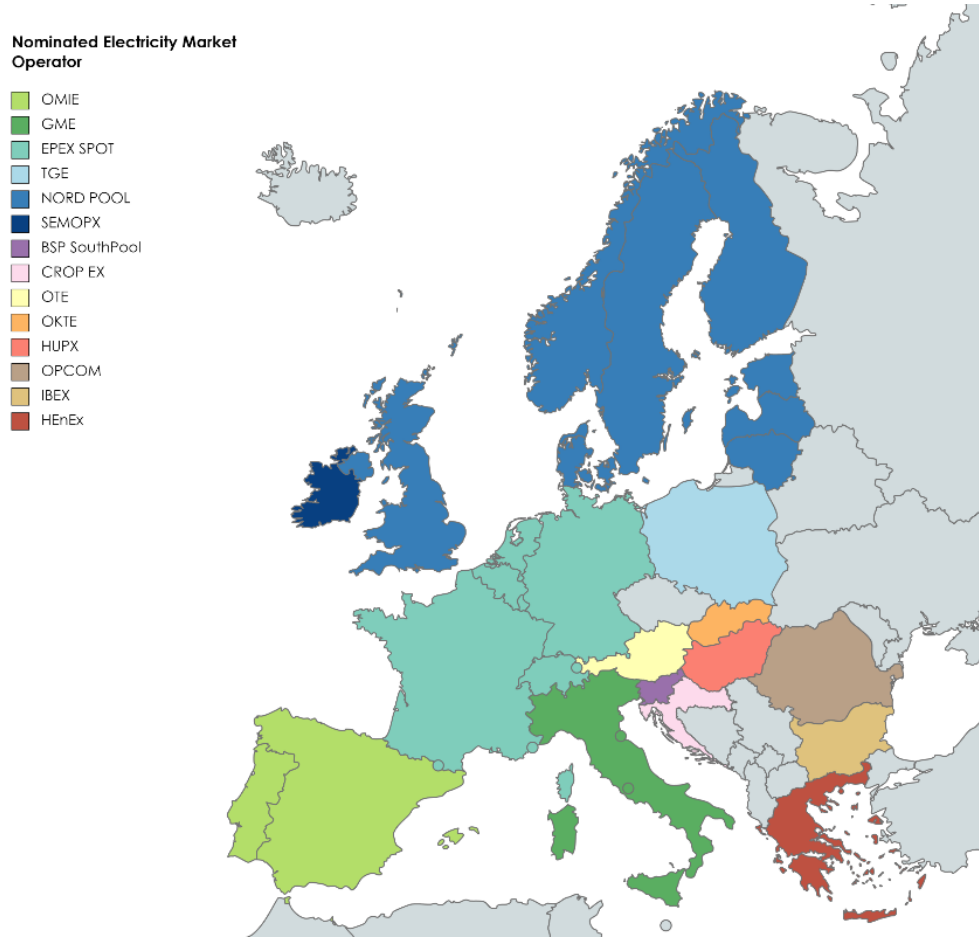 Nominated Electricity Market
Operator
OMIE
GME
EPEX SPOT
TGE
NORD POOL
SEMOPX
BSP SouthPool
CROP EX
OTE
OKTE
HUPX
OPCOM
IBEX
HEnEx